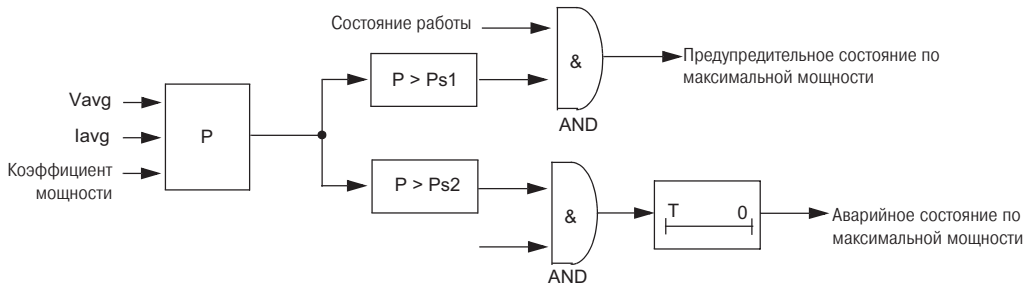 Состояние работы
Vavg
Iavg
Коэффициент
мощности
P
P > Ps1
&
AND
Предупредительное состояние по
максимальной мощности
P > Ps2
&
AND
T 0
Аварийное состояние по
максимальной мощности